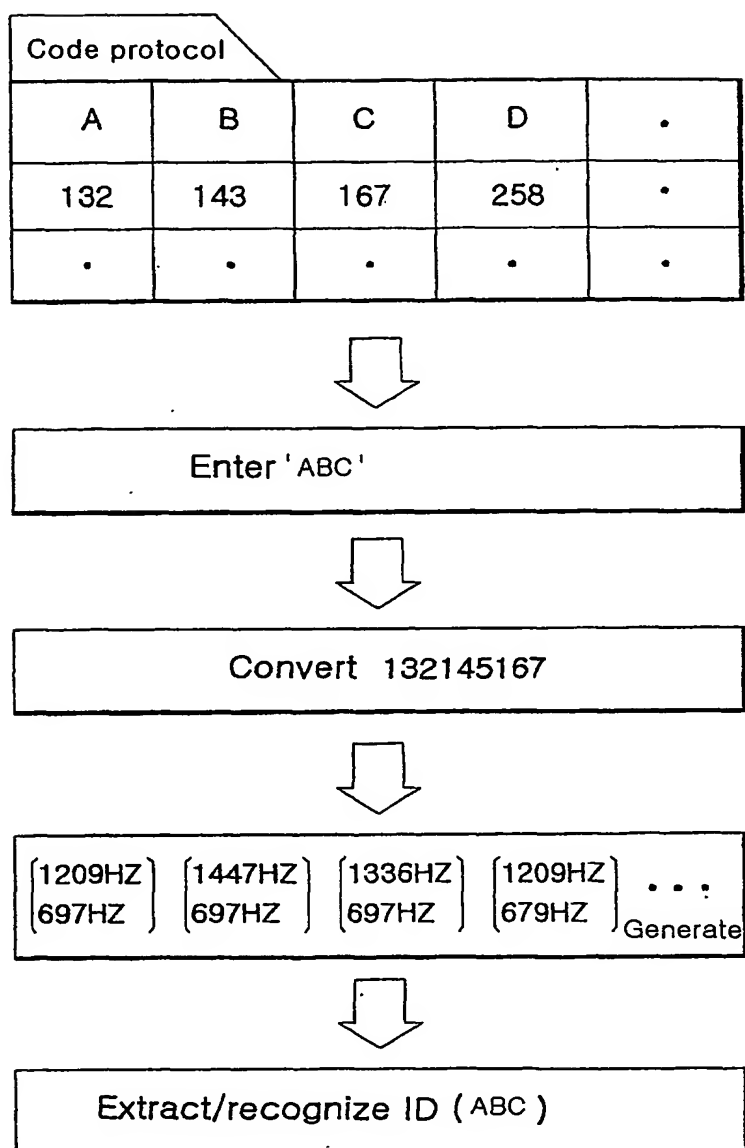 Code protocol
A B C D •
132 143 167 258 •
• • • • •
Enter 'ABC'
Convert 132145167
1209HZ 1447HZ 1336HZ 1209HZ • • •
697HZ 697HZ 697HZ 679HZ Generate
Extract/recognize ID (ABC)